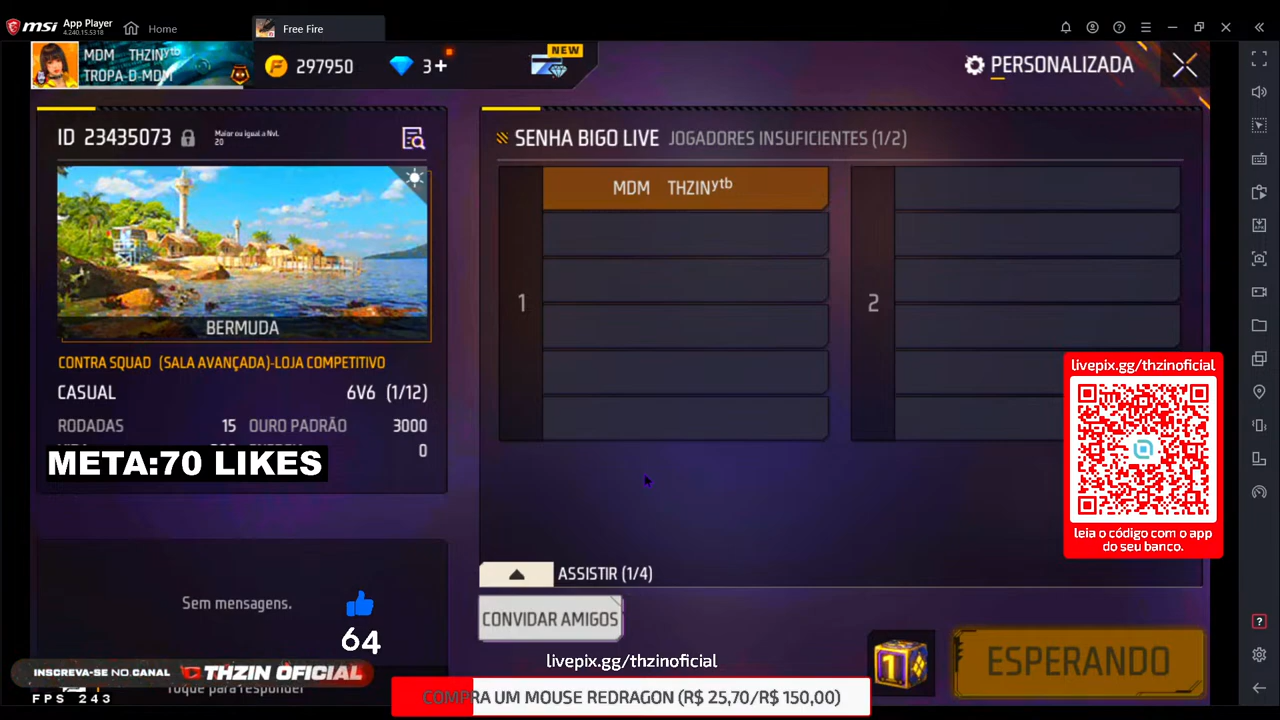 msi App Player
4.240.15.5318
Home
Free Fire
MDM THZINʸᵗᵇ
TROPA-D-MDM
297950
3+
NEW
PERSONALIZADA
ID 23435073
Maior ou igual a Nvl.
20
SENHA BIGO LIVE JOGADORES INSUFICIENTES (1/2)
1
MDM THZINʸᵗᵇ
2
BERMUDA
CONTRA SQUAD (SALA AVANÇADA)-LOJA COMPETITIVO
CASUAL 6V6 (1/12)
RODADAS 15 OURO PADRÃO 3000
0
META:70 LIKES
livepix.gg/thzinoficial
leia o código com o app
do seu banco.
ASSISTIR (1/4)
Sem mensagens.
64
CONVIDAR AMIGOS
livepix.gg/thzinoficial
1
ESPERANDO
INSCREVA-SE NO CANAL THZIN OFICIAL
Toque para responder
FPS 243
COMPRA UM MOUSE REDRAGON (R$ 25,70/R$ 150,00)